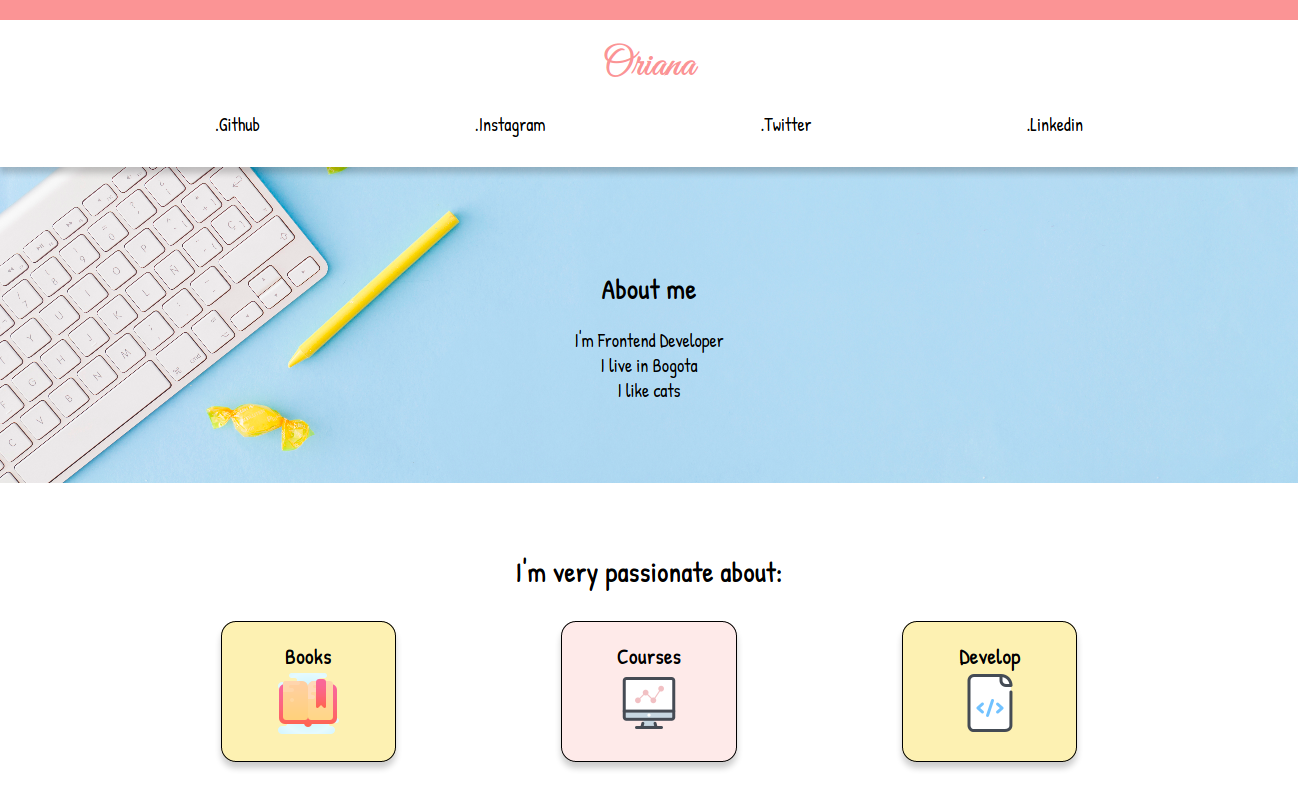 Oriana
.Github .Instagram .Twitter .Linkedin
About me
I'm Frontend Developer
I live in Bogota
I like cats
I'm very passionate about:
Books Courses Develop
</>